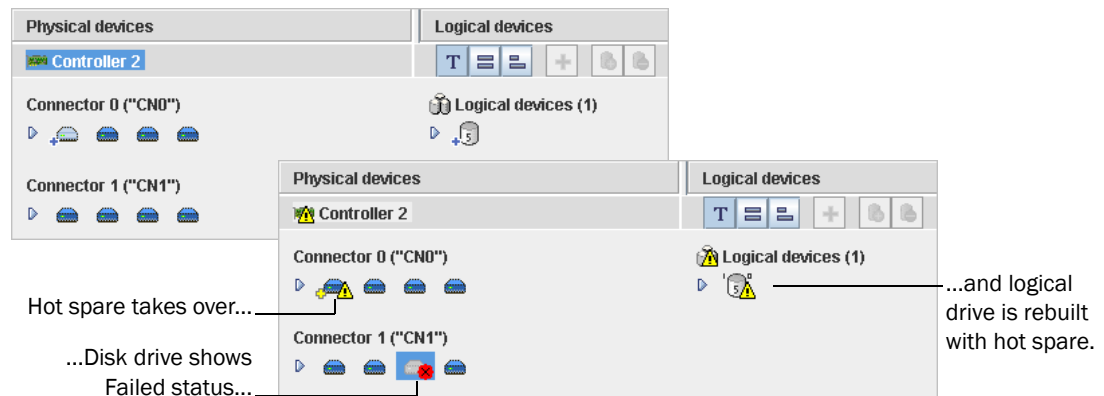 Physical devices
Logical devices
Controller 2
T
Connector 0 ("CN0")
Logical devices (1)
5
Connector 1 ("CN1")
Physical devices
Logical devices
Controller 2
T
Connector 0 ("CN0")
Logical devices (1)
5
Hot spare takes over...
...and logical
drive is rebuilt
with hot spare.
Connector 1 ("CN1")
...Disk drive shows
Failed status...